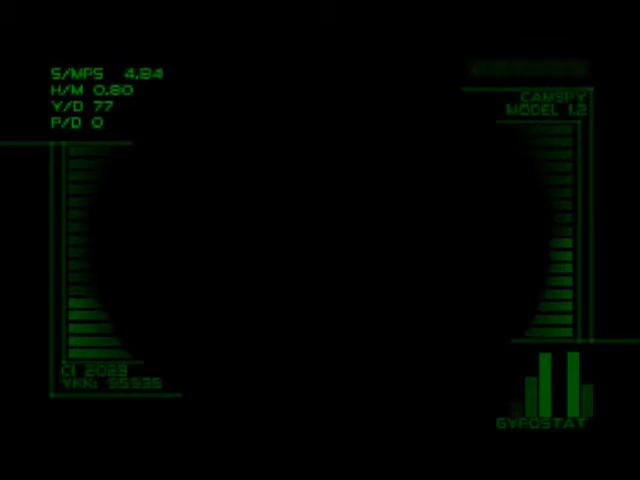 S/MPS 4.84
H/M 0.80
Y/D 77
P/D 0
CAMSPY
MODEL 1.2
CI 2023
GYROSTAT